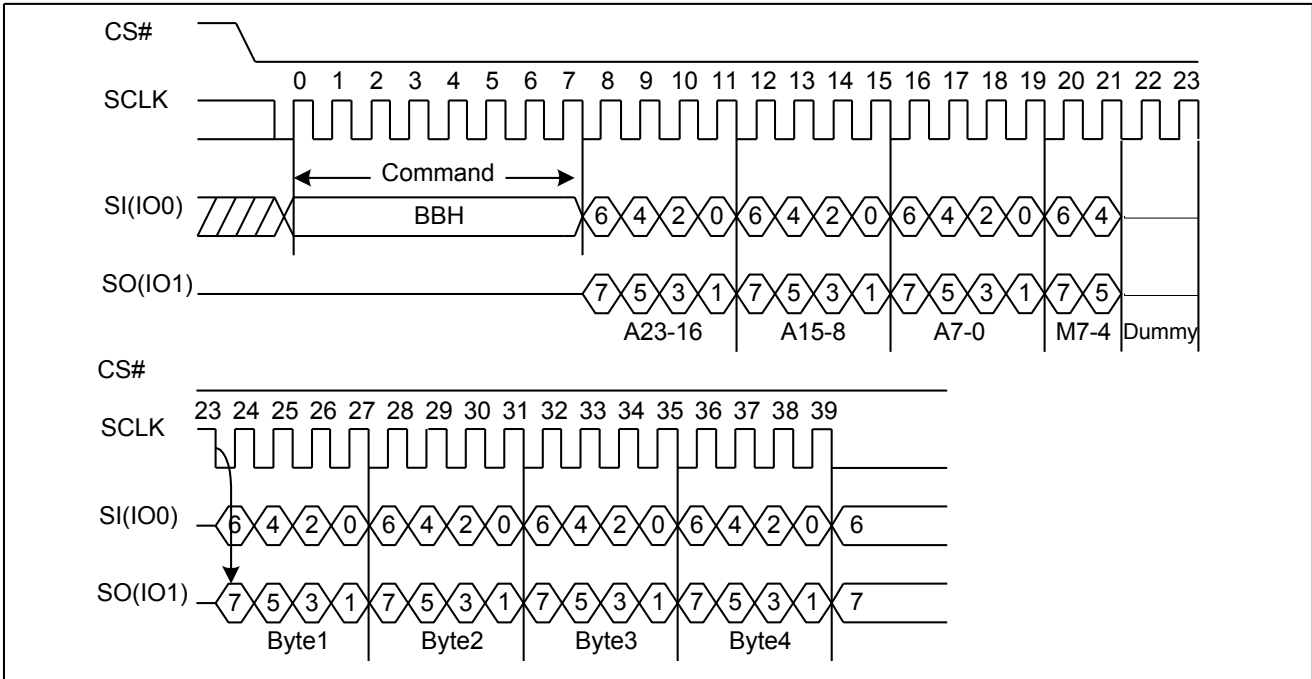 CS#
0 1 2 3 4 5 6 7 8 9 10 11 12 13 14 15 16 17 18 19 20 21 22 23
SCLK
Command
SI(IO0) BBH 6 4 2 0 6 4 2 0 6 4 2 0 6 4
SO(IO1) 7 5 3 1 7 5 3 1 7 5 3 1 7 5
A23-16 A15-8 A7-0 M7-4 Dummy
CS#
23 24 25 26 27 28 29 30 31 32 33 34 35 36 37 38 39
SCLK
SI(IO0) 6 4 2 0 6 4 2 0 6 4 2 0 6 4 2 0 6
SO(IO1) 7 5 3 1 7 5 3 1 7 5 3 1 7 5 3 1 7
Byte1 Byte2 Byte3 Byte4